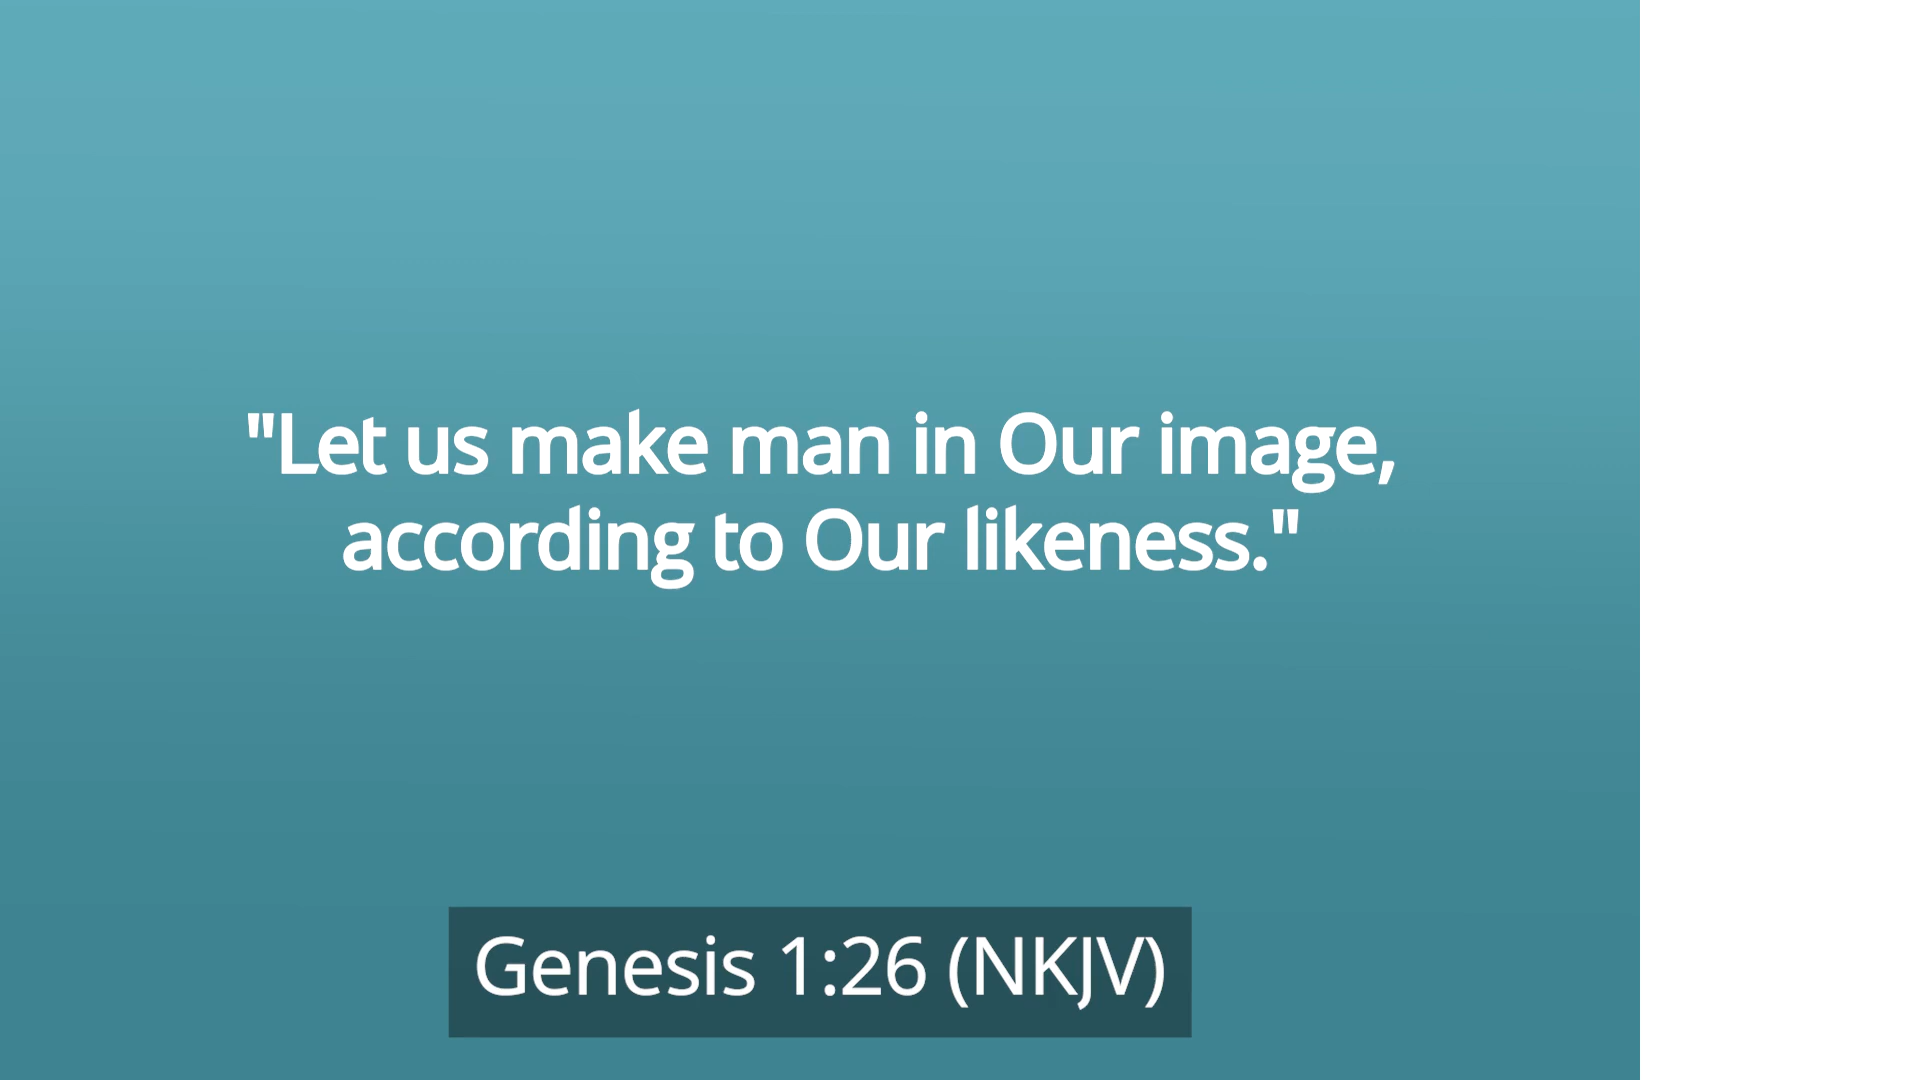 "Let us make man in Our image,
according to Our likeness."
Genesis 1:26 (NKJV)